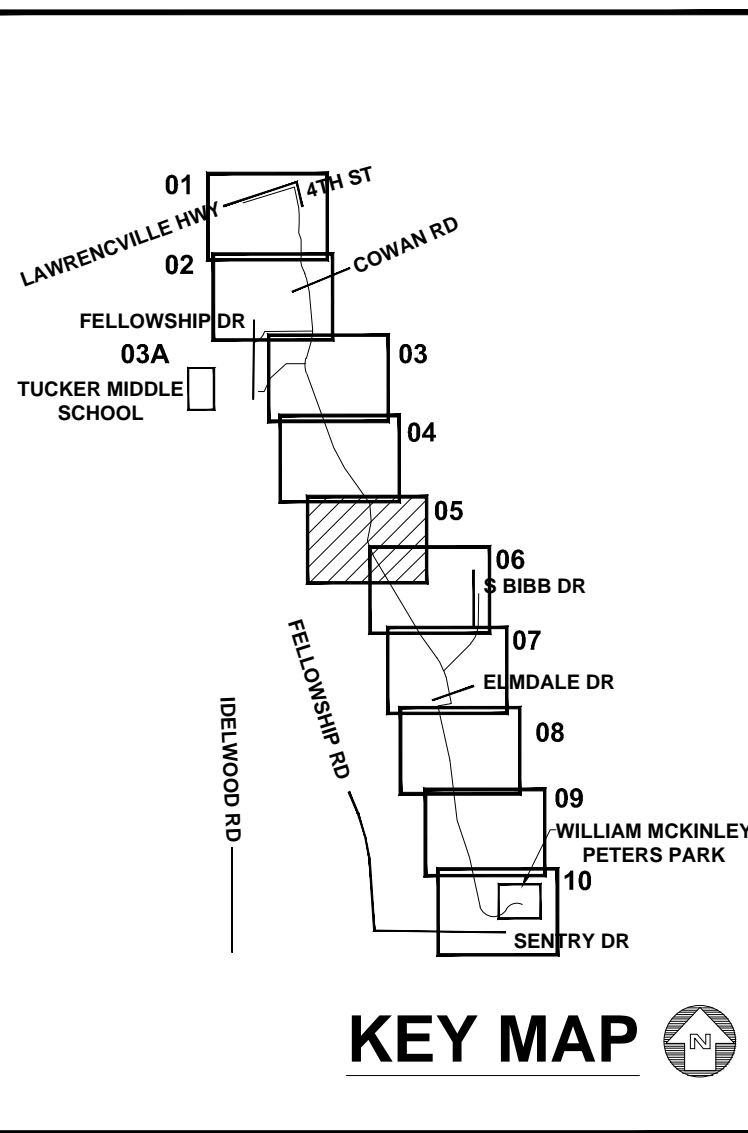 01
4TH ST
LAWRENCVILLE HWY
02
COWAN RD
FELLOWSHIP DR
03A
03
TUCKER MIDDLE
SCHOOL
04
05
06
S BIBB DR
FELLOWSHIP RD
07
ELMDALE DR
IDELWOOD RD
08
09
WILLIAM MCKINLEY
PETERS PARK
10
SENTRY DR
KEY MAP
N